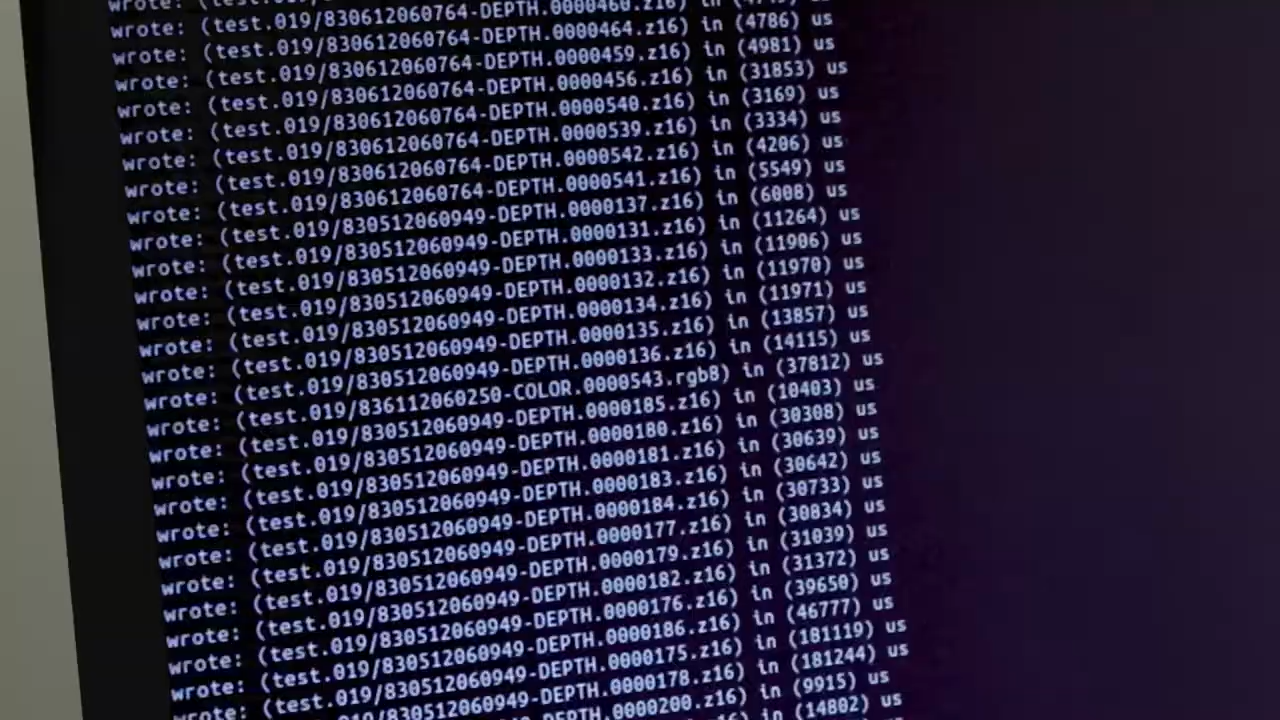 wrote: (test.019/830612060764-DEPTH.0000460.z16) in
wrote: (test.019/830612060764-DEPTH.0000464.z16) in (4786) us
wrote: (test.019/830612060764-DEPTH.0000459.z16) in (4981) us
wrote: (test.019/830612060764-DEPTH.0000456.z16) in (31853) us
wrote: (test.019/830612060764-DEPTH.0000540.z16) in (3169) us
wrote: (test.019/830612060764-DEPTH.0000539.z16) in (3334) us
wrote: (test.019/830612060764-DEPTH.0000542.z16) in (4206) us
wrote: (test.019/830612060764-DEPTH.0000541.z16) in (5549) us
wrote: (test.019/830512060949-DEPTH.0000137.z16) in (6008) us
wrote: (test.019/830512060949-DEPTH.0000131.z16) in (11264) us
wrote: (test.019/830512060949-DEPTH.0000133.z16) in (11906) us
wrote: (test.019/830512060949-DEPTH.0000132.z16) in (11970) us
wrote: (test.019/830512060949-DEPTH.0000134.z16) in (11971) us
wrote: (test.019/830512060949-DEPTH.0000135.z16) in (13857) us
wrote: (test.019/830512060949-DEPTH.0000136.z16) in (14115) us
wrote: (test.019/836112060250-COLOR.0000543.rgb8) in (37812) us
wrote: (test.019/830512060949-DEPTH.0000185.z16) in (10403) us
wrote: (test.019/830512060949-DEPTH.0000180.z16) in (30308) us
wrote: (test.019/830512060949-DEPTH.0000181.z16) in (30639) us
wrote: (test.019/830512060949-DEPTH.0000183.z16) in (30642) us
wrote: (test.019/830512060949-DEPTH.0000184.z16) in (30733) us
wrote: (test.019/830512060949-DEPTH.0000177.z16) in (30834) us
wrote: (test.019/830512060949-DEPTH.0000179.z16) in (31039) us
wrote: (test.019/830512060949-DEPTH.0000182.z16) in (31372) us
wrote: (test.019/830512060949-DEPTH.0000176.z16) in (39650) us
wrote: (test.019/830512060949-DEPTH.0000186.z16) in (46777) us
wrote: (test.019/830512060949-DEPTH.0000175.z16) in (181119) us
wrote: (test.019/830512060949-DEPTH.0000178.z16) in (181244) us
DEPTH.0000200.z16) in (9915) us
in (14802) us